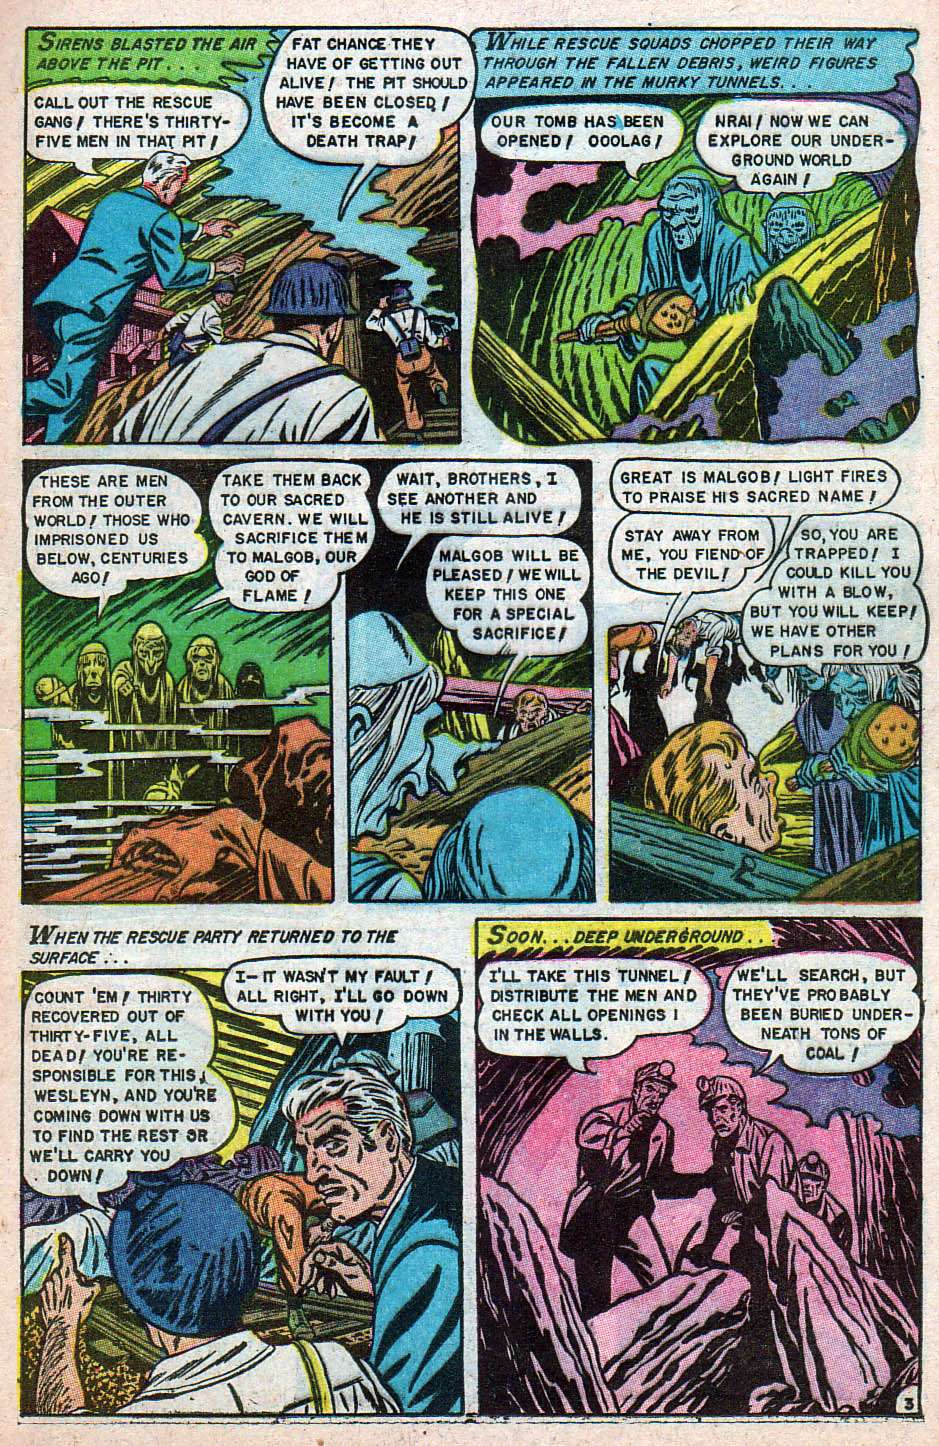 SIRENS BLASTED THE AIR
ABOVE THE PIT...
CALL OUT THE RESCUE
GANG! THERE'S THIRTY-
FIVE MEN IN THAT PIT!
FAT CHANCE THEY
HAVE OF GETTING OUT
ALIVE! THE PIT SHOULD
HAVE BEEN CLOSED!
IT'S BECOME A
DEATH TRAP!
WHILE RESCUE SQUADS CHOPPED THEIR WAY
THROUGH THE FALLEN DEBRIS, WEIRD FIGURES
APPEARED IN THE MURKY TUNNELS...
OUR TOMB HAS BEEN
OPENED! OOOLAG!
NRAI! NOW WE CAN
EXPLORE OUR UNDER-
GROUND WORLD
AGAIN!
THESE ARE MEN
FROM THE OUTER
WORLD! THOSE WHO
IMPRISONED US
BELOW, CENTURIES
AGO!
TAKE THEM BACK
TO OUR SACRED
CAVERN. WE WILL
SACRIFICE THEM
TO MALGOB, OUR
GOD OF
FLAME!
WAIT, BROTHERS, I
SEE ANOTHER AND
HE IS STILL ALIVE!
MALGOB WILL BE
PLEASED! WE WILL
KEEP THIS ONE
FOR A SPECIAL
SACRIFICE!
GREAT IS MALGOB! LIGHT FIRES
TO PRAISE HIS SACRED NAME!
STAY AWAY FROM
ME, YOU FIEND OF
THE DEVIL!
SO, YOU ARE
TRAPPED! I
COULD KILL YOU
WITH A BLOW,
BUT YOU WILL KEEP!
WE HAVE OTHER
PLANS FOR YOU!
WHEN THE RESCUE PARTY RETURNED TO THE
SURFACE...
COUNT 'EM! THIRTY
RECOVERED OUT OF
THIRTY-FIVE, ALL
DEAD! YOU'RE RE-
SPONSIBLE FOR THIS,
WESLEYN, AND YOU'RE
COMING DOWN WITH US
TO FIND THE REST OR
WE'LL CARRY YOU
DOWN!
I-IT WASN'T MY FAULT!
ALL RIGHT, I'LL GO DOWN
WITH YOU!
SOON...DEEP UNDERGROUND..
I'LL TAKE THIS TUNNEL!
DISTRIBUTE THE MEN AND
CHECK ALL OPENINGS
IN THE WALLS.
WE'LL SEARCH, BUT
THEY'VE PROBABLY
BEEN BURIED UNDER-
NEATH TONS OF
COAL!
3